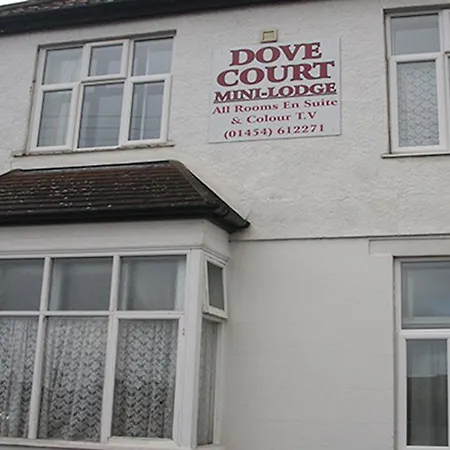 DOVE
COURT
MINI-LODGE
All Rooms En Suite
& Colour T.V
(01454) 612271